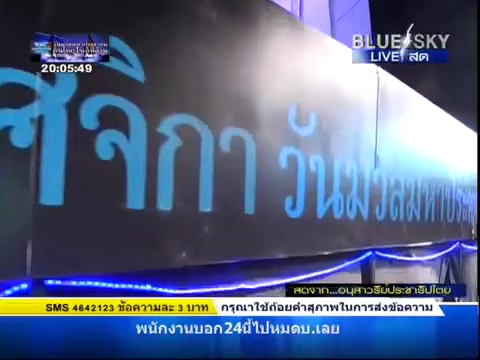 BLUE SKY
LIVE สด
20:05:49
ศจิกา วันมวลมหาประชา
สดจาก...อนุสาวรีย์ประชาธิปไตย
SMS 4642123 ข้อความละ 3 บาท กรุณาใช้ถ้อยคำสุภาพในการส่งข้อความ
พนักงานบอก24นี้ไปหมดบ.เลย